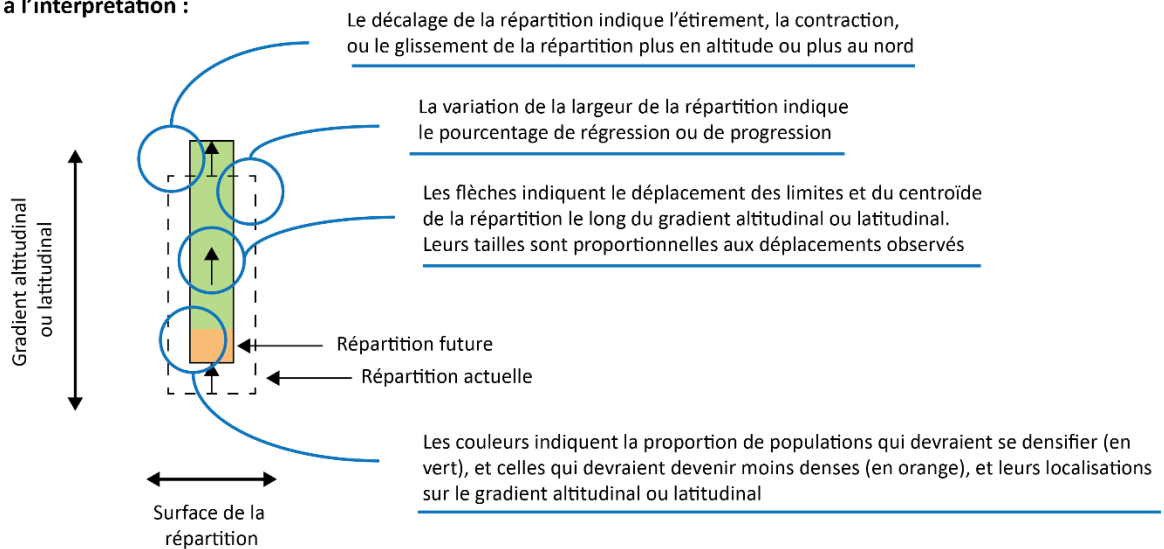 à l’interprétation :
Le décalage de la répartition indique l’étirement, la contraction,
ou le glissement de la répartition plus en altitude ou plus au nord
La variation de la largeur de la répartition indique
le pourcentage de régression ou de progression
Les flèches indiquent le déplacement des limites et du centroïde
de la répartition le long du gradient altitudinal ou latitudinal.
Leurs tailles sont proportionnelles aux déplacements observés
Gradient altitudinal
ou latitudinal
Répartition future
Répartition actuelle
Les couleurs indiquent la proportion de populations qui devraient se densifier (en
vert), et celles qui devraient devenir moins denses (en orange), et leurs localisations
sur le gradient altitudinal ou latitudinal
Surface de la
répartition